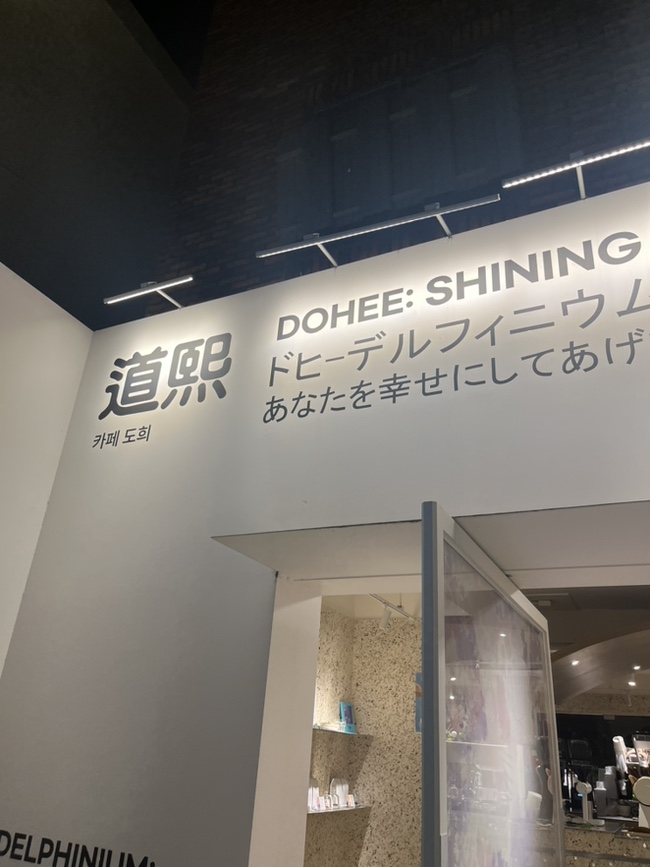 道熙
카페 도희
DOHEE: SHINING
ドヒーデルフィニウム
あなたを幸せにしてあげ
DELPHINIUM: